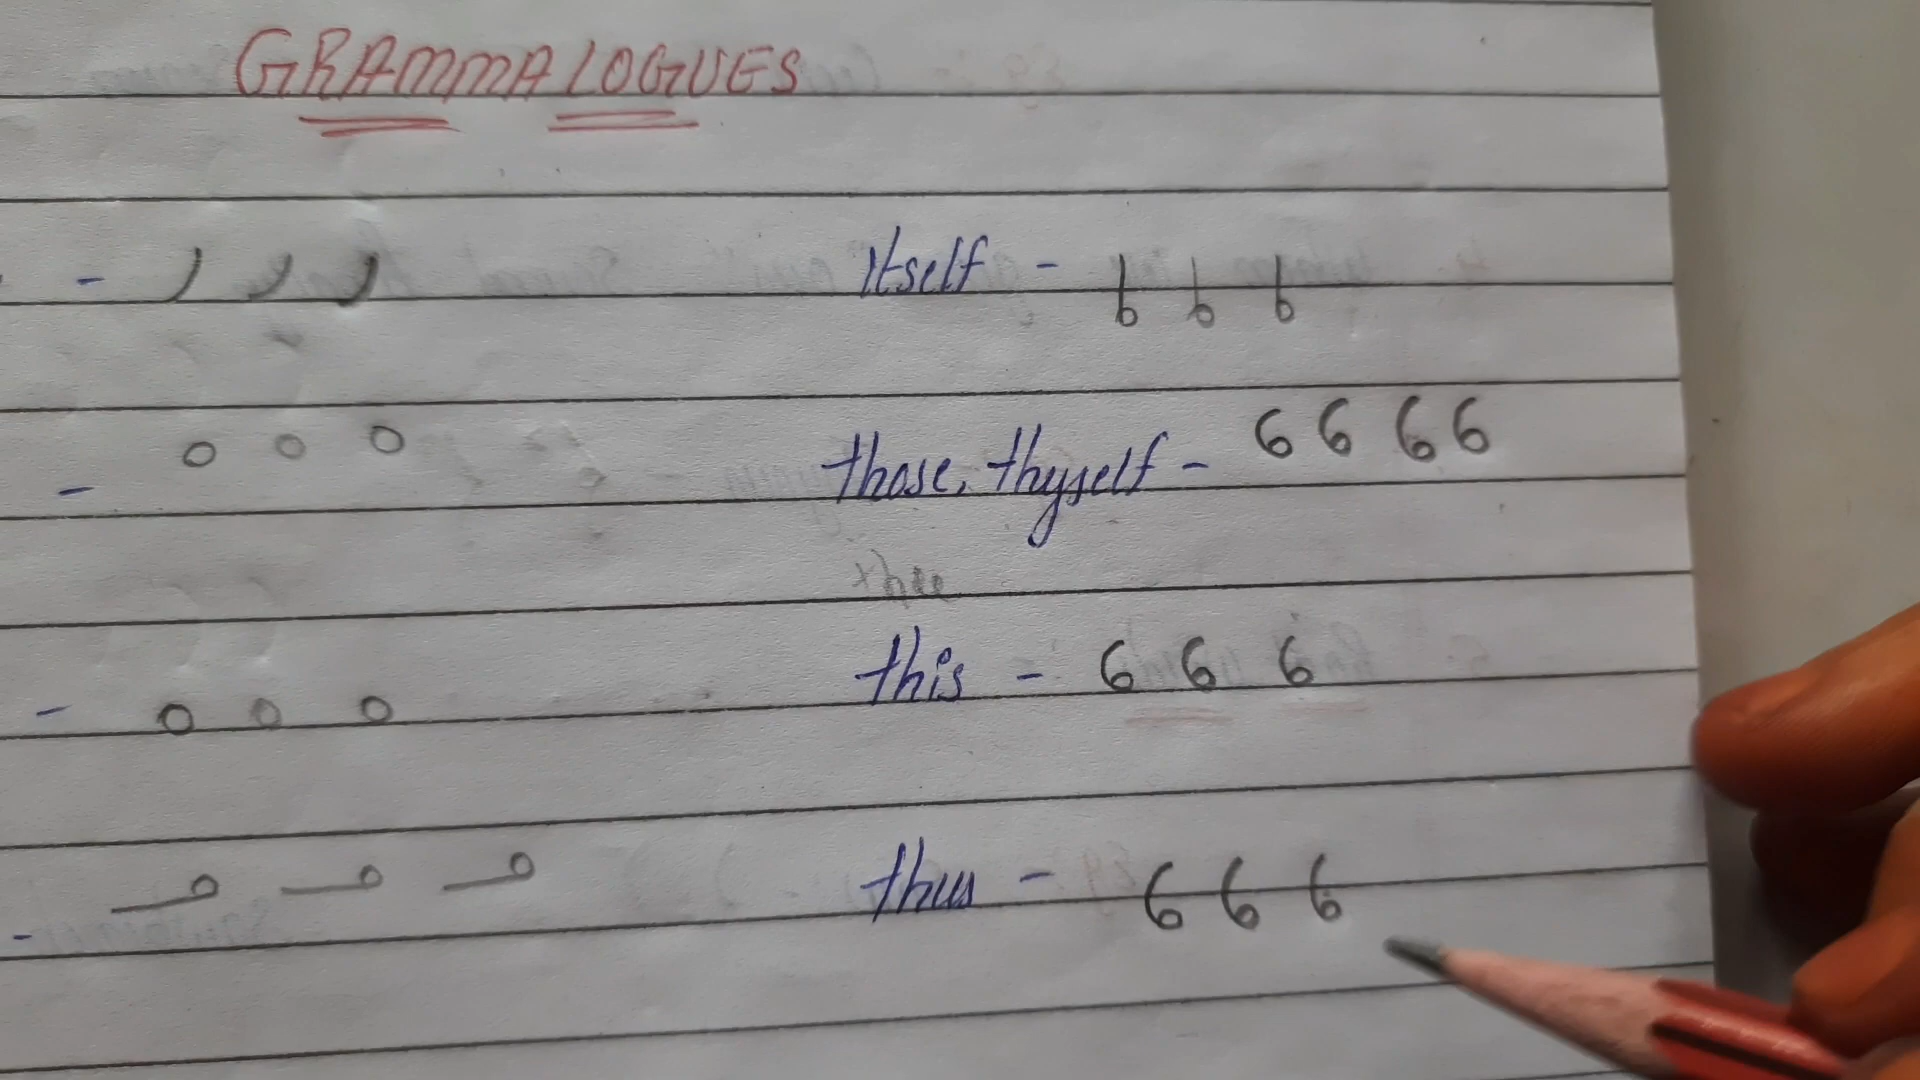 GRAMMALOGUES
Itself -
those, thyself -
thee
this -
thus -